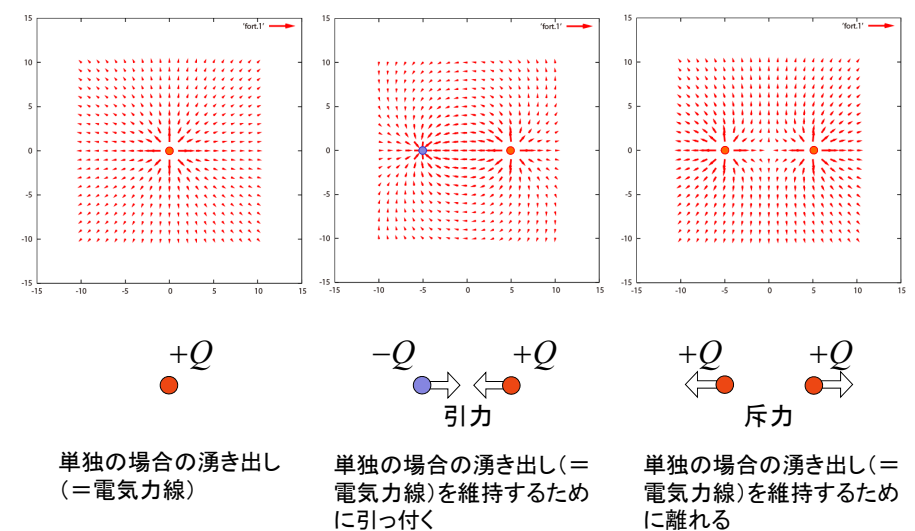 15
'fort.1'
10
5
0
-5
-10
-15
-15
-10
-5
0
5
10
15
15
'fort.1'
10
5
0
-5
-10
-15
-15
-10
-5
0
5
10
15
15
'fort.1'
10
5
0
-5
-10
-15
-15
-10
-5
0
5
10
15
+Q
-Q
+Q
引力
+Q
+Q
斥力
単独の場合の湧き出し
(=電気力線)
単独の場合の湧き出し(=
電気力線)を維持するため
に引っ付く
単独の場合の湧き出し(=
電気力線)を維持するため
に離れる